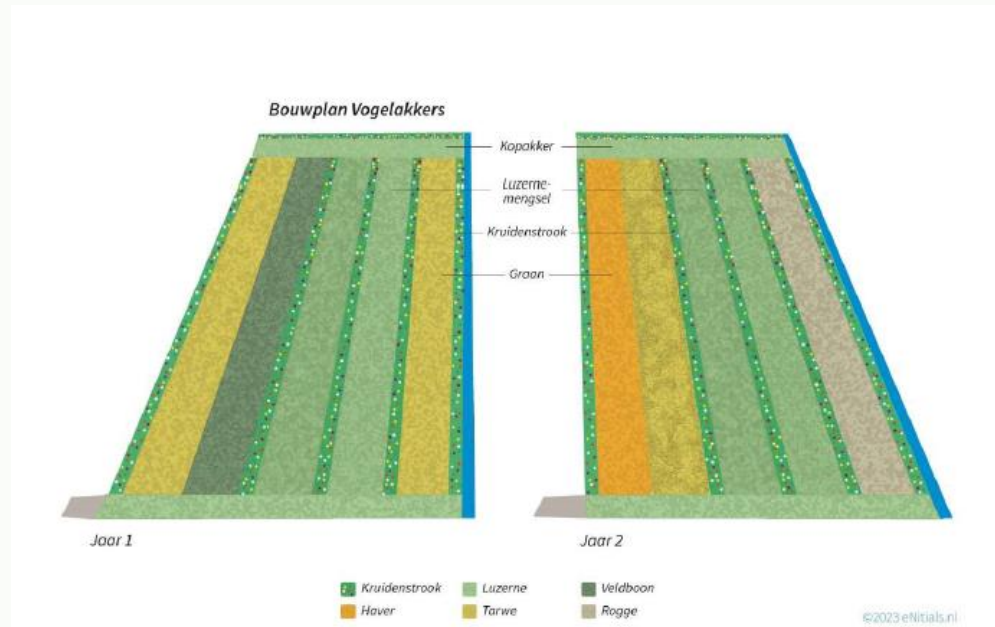 Bouwplan Vogelakkers
Kopakker
Luzerne-
mengsel
Kruidenstrook
Graan
Jaar 1
Jaar 2
Kruidenstrook
Luzerne
Veldboon
Haver
Tarwe
Rogge
©2023 eNitials.nl